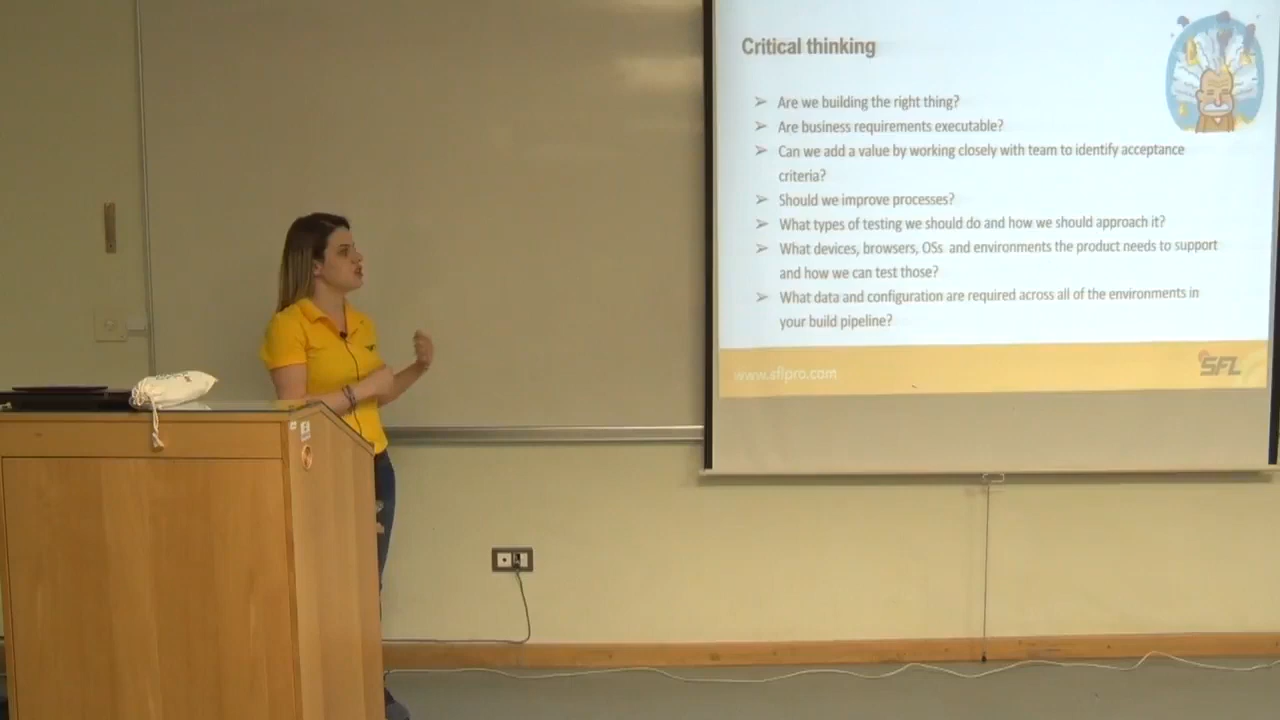 Critical thinking
➢ Are we building the right thing?
➢ Are business requirements executable?
➢ Can we add a value by working closely with team to identify acceptance
criteria?
➢ Should we improve processes?
➢ What types of testing we should do and how we should approach it?
➢ What devices, browsers, OSs and environments the product needs to support
and how we can test those?
➢ What data and configuration are required across all of the environments in
your build pipeline?
www.sflpro.com
SFL